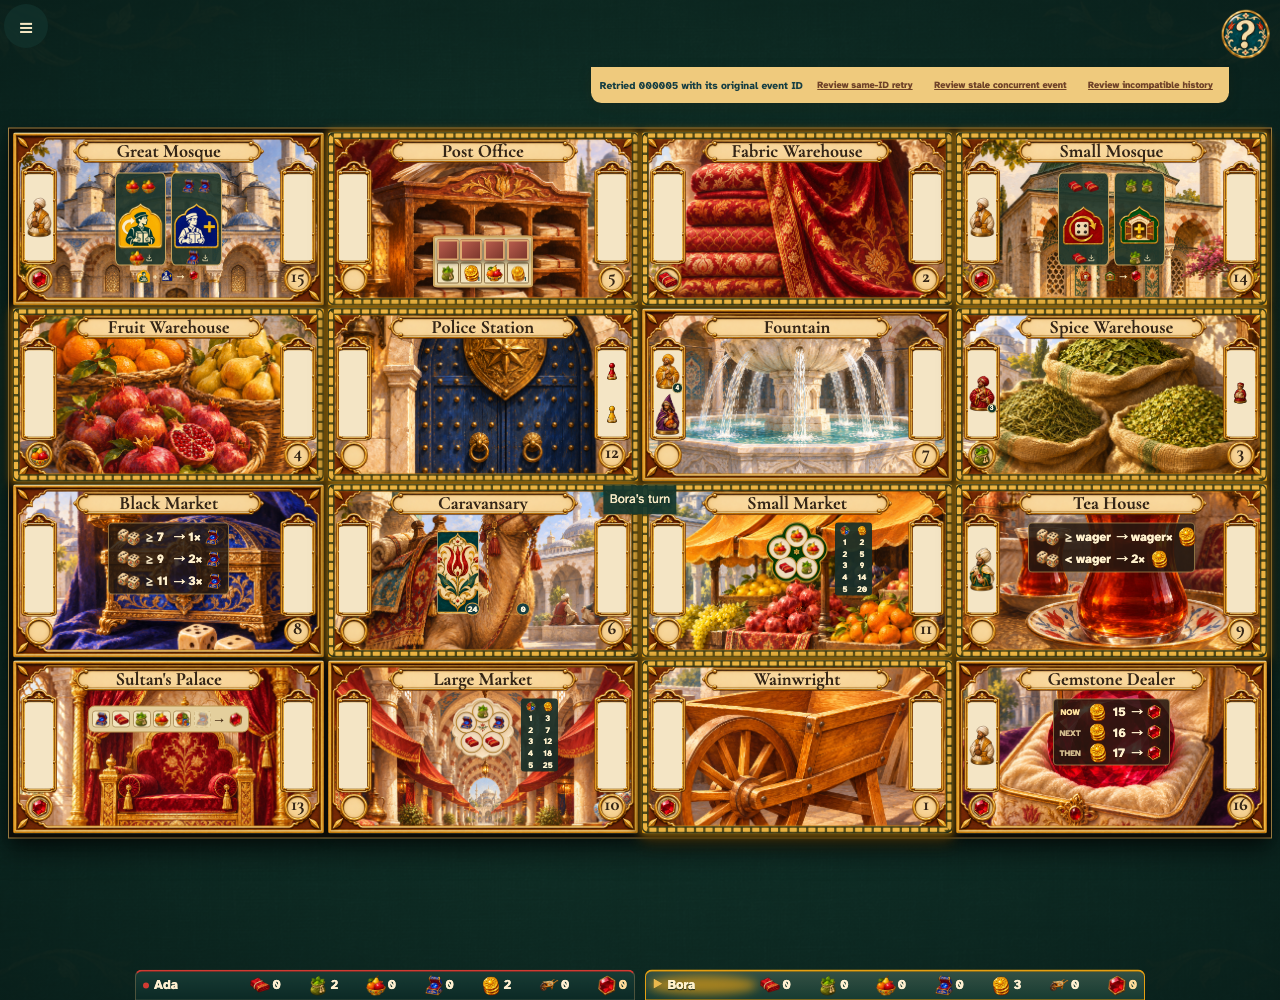 ?
Retried 000005 with its original event ID
Review same-ID retry
Review stale concurrent event
Review incompatible history
Great Mosque
15
Post Office
5
Fabric Warehouse
2
Small Mosque
14
Fruit Warehouse
4
Police Station
12
Fountain
4
7
Spice Warehouse
3
3
Black Market
≥ 7 → 1×
≥ 9 → 2×
≥ 11 → 3×
8
Caravansary
24
0
6
Bora's turn
Small Market
1 2
2 5
3 9
4 14
5 20
11
Tea House
≥ wager → wager×
< wager → 2×
9
Sultan's Palace
→
13
Large Market
1 3
2 7
3 12
4 18
5 25
10
Wainwright
1
Gemstone Dealer
NOW 15 →
NEXT 16 →
THEN 17 →
16
Ada 0 2 0 0 2 0 0
Bora 0 0 0 0 3 0 0